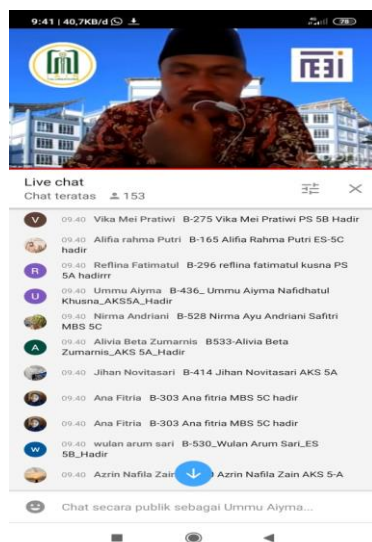 9:41 | 40,7KB/d
78
Live chat
Chat teratas 153
V 09.40 Vika Mei Pratiwi B-275 Vika Mei Pratiwi PS 5B Hadir
09.40 Alifia rahma Putri B-165 Alifia Rahma Putri ES-5C
hadir
R 09.40 Reflina Fatimatul B-296 reflina fatimatul kusna PS
5A hadirrr
U 09.40 Ummu Aiyma B-436_ Ummu Aiyma Nafidhatul
Khusna_AKS5A_Hadir
09.40 Nirma Andriani B-528 Nirma Ayu Andriani Safitri
MBS 5C
A 09.40 Alivia Beta Zumarnis B533-Alivia Beta
Zumarnis_AKS 5A_Hadir
09.40 Jihan Novitasari B-414 Jihan Novitasari AKS 5A
09.40 Ana Fitria B-303 Ana fitria MBS 5C hadir
09.40 Ana Fitria B-303 Ana fitria MBS 5C hadir
W 09.40 wulan arum sari B-530_Wulan Arum Sari_ES
5B_Hadir
09.40 Azrin Nafila Zain Azrin Nafila Zain AKS 5-A
Chat secara publik sebagai Ummu Aiyma...